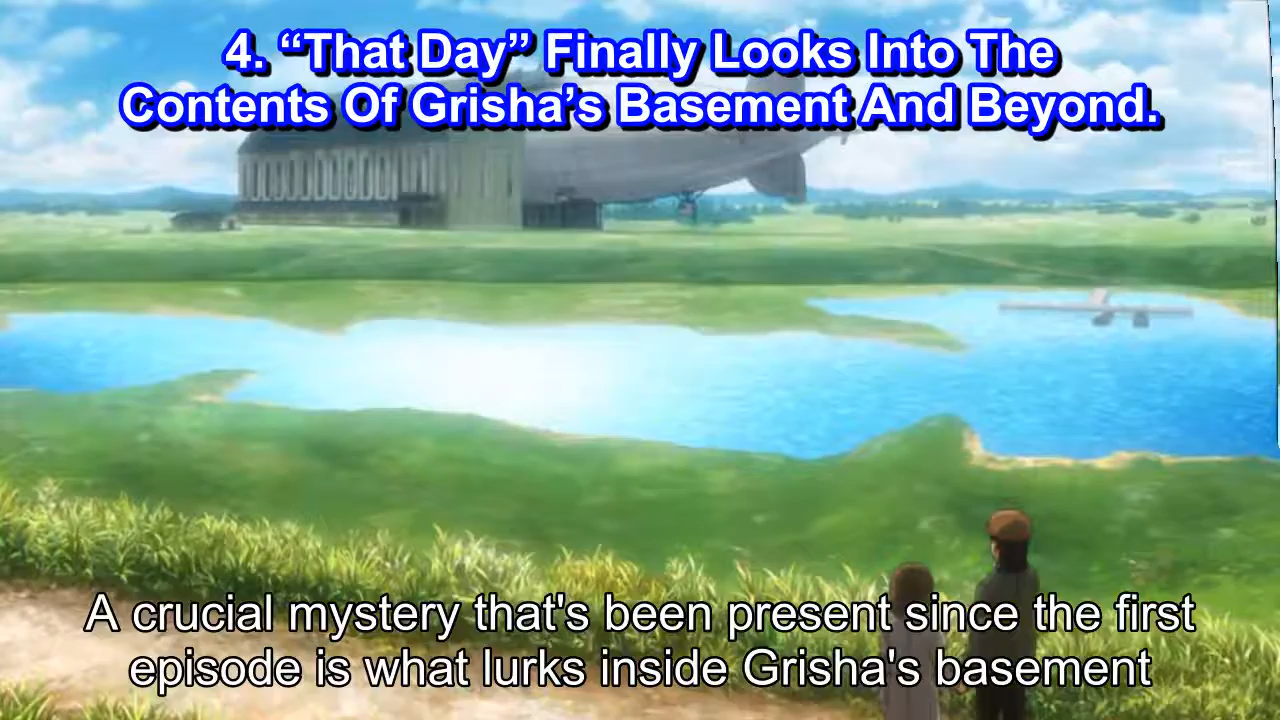 4. “That Day” Finally Looks Into The
Contents Of Grisha’s Basement And Beyond.
A crucial mystery that's been present since the first
episode is what lurks inside Grisha's basement